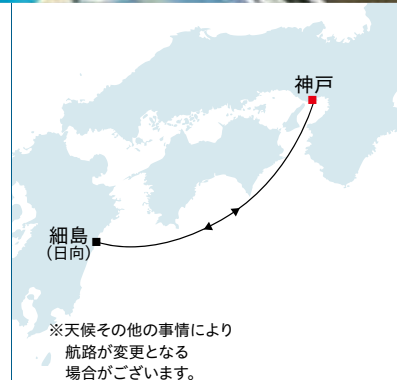 神戸
細島
(日向)
※天候その他の事情により
航路が変更となる
場合がございます。